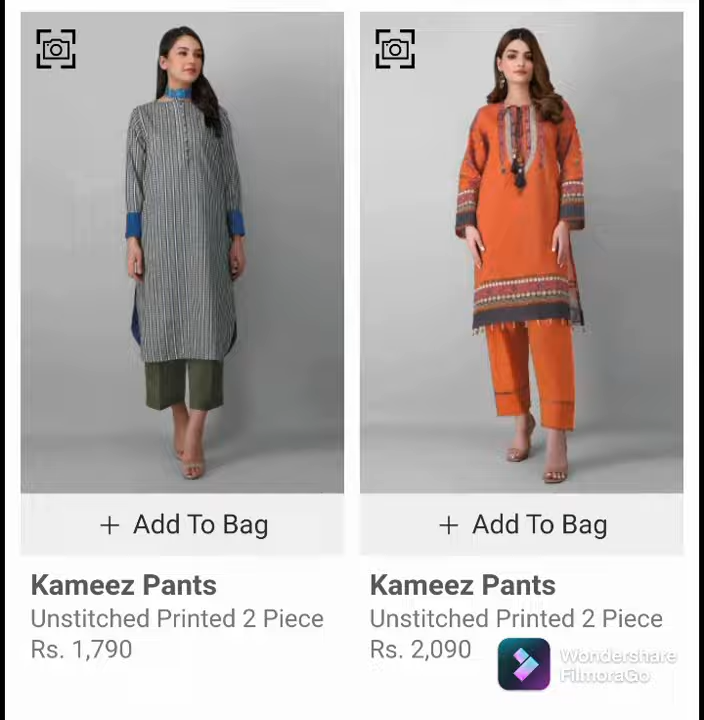 + Add To Bag
+ Add To Bag
Kameez Pants
Unstitched Printed 2 Piece
Rs. 1,790
Kameez Pants
Unstitched Printed 2 Piece
Rs. 2,090
Wondershare
FilmoraGo